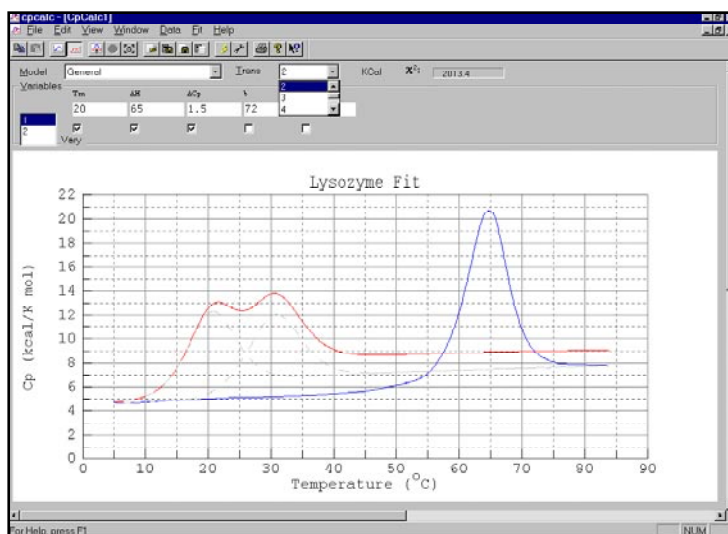 cpcalc - [CpCalc1]
File Edit View Window Data Fit Help
Model General Trans 2 KCal X²: 2013.4
Variables
Tm ΔH ΔCp
2
3
4
20 65 1.5 72
1
2
Vary
Lysozyme Fit
22
20
18
16
14
12
10
8
6
4
2
0
Cp (kcal/K mol)
0 10 20 30 40 50 60 70 80 90
Temperature (°C)
For Help, press F1 NUM